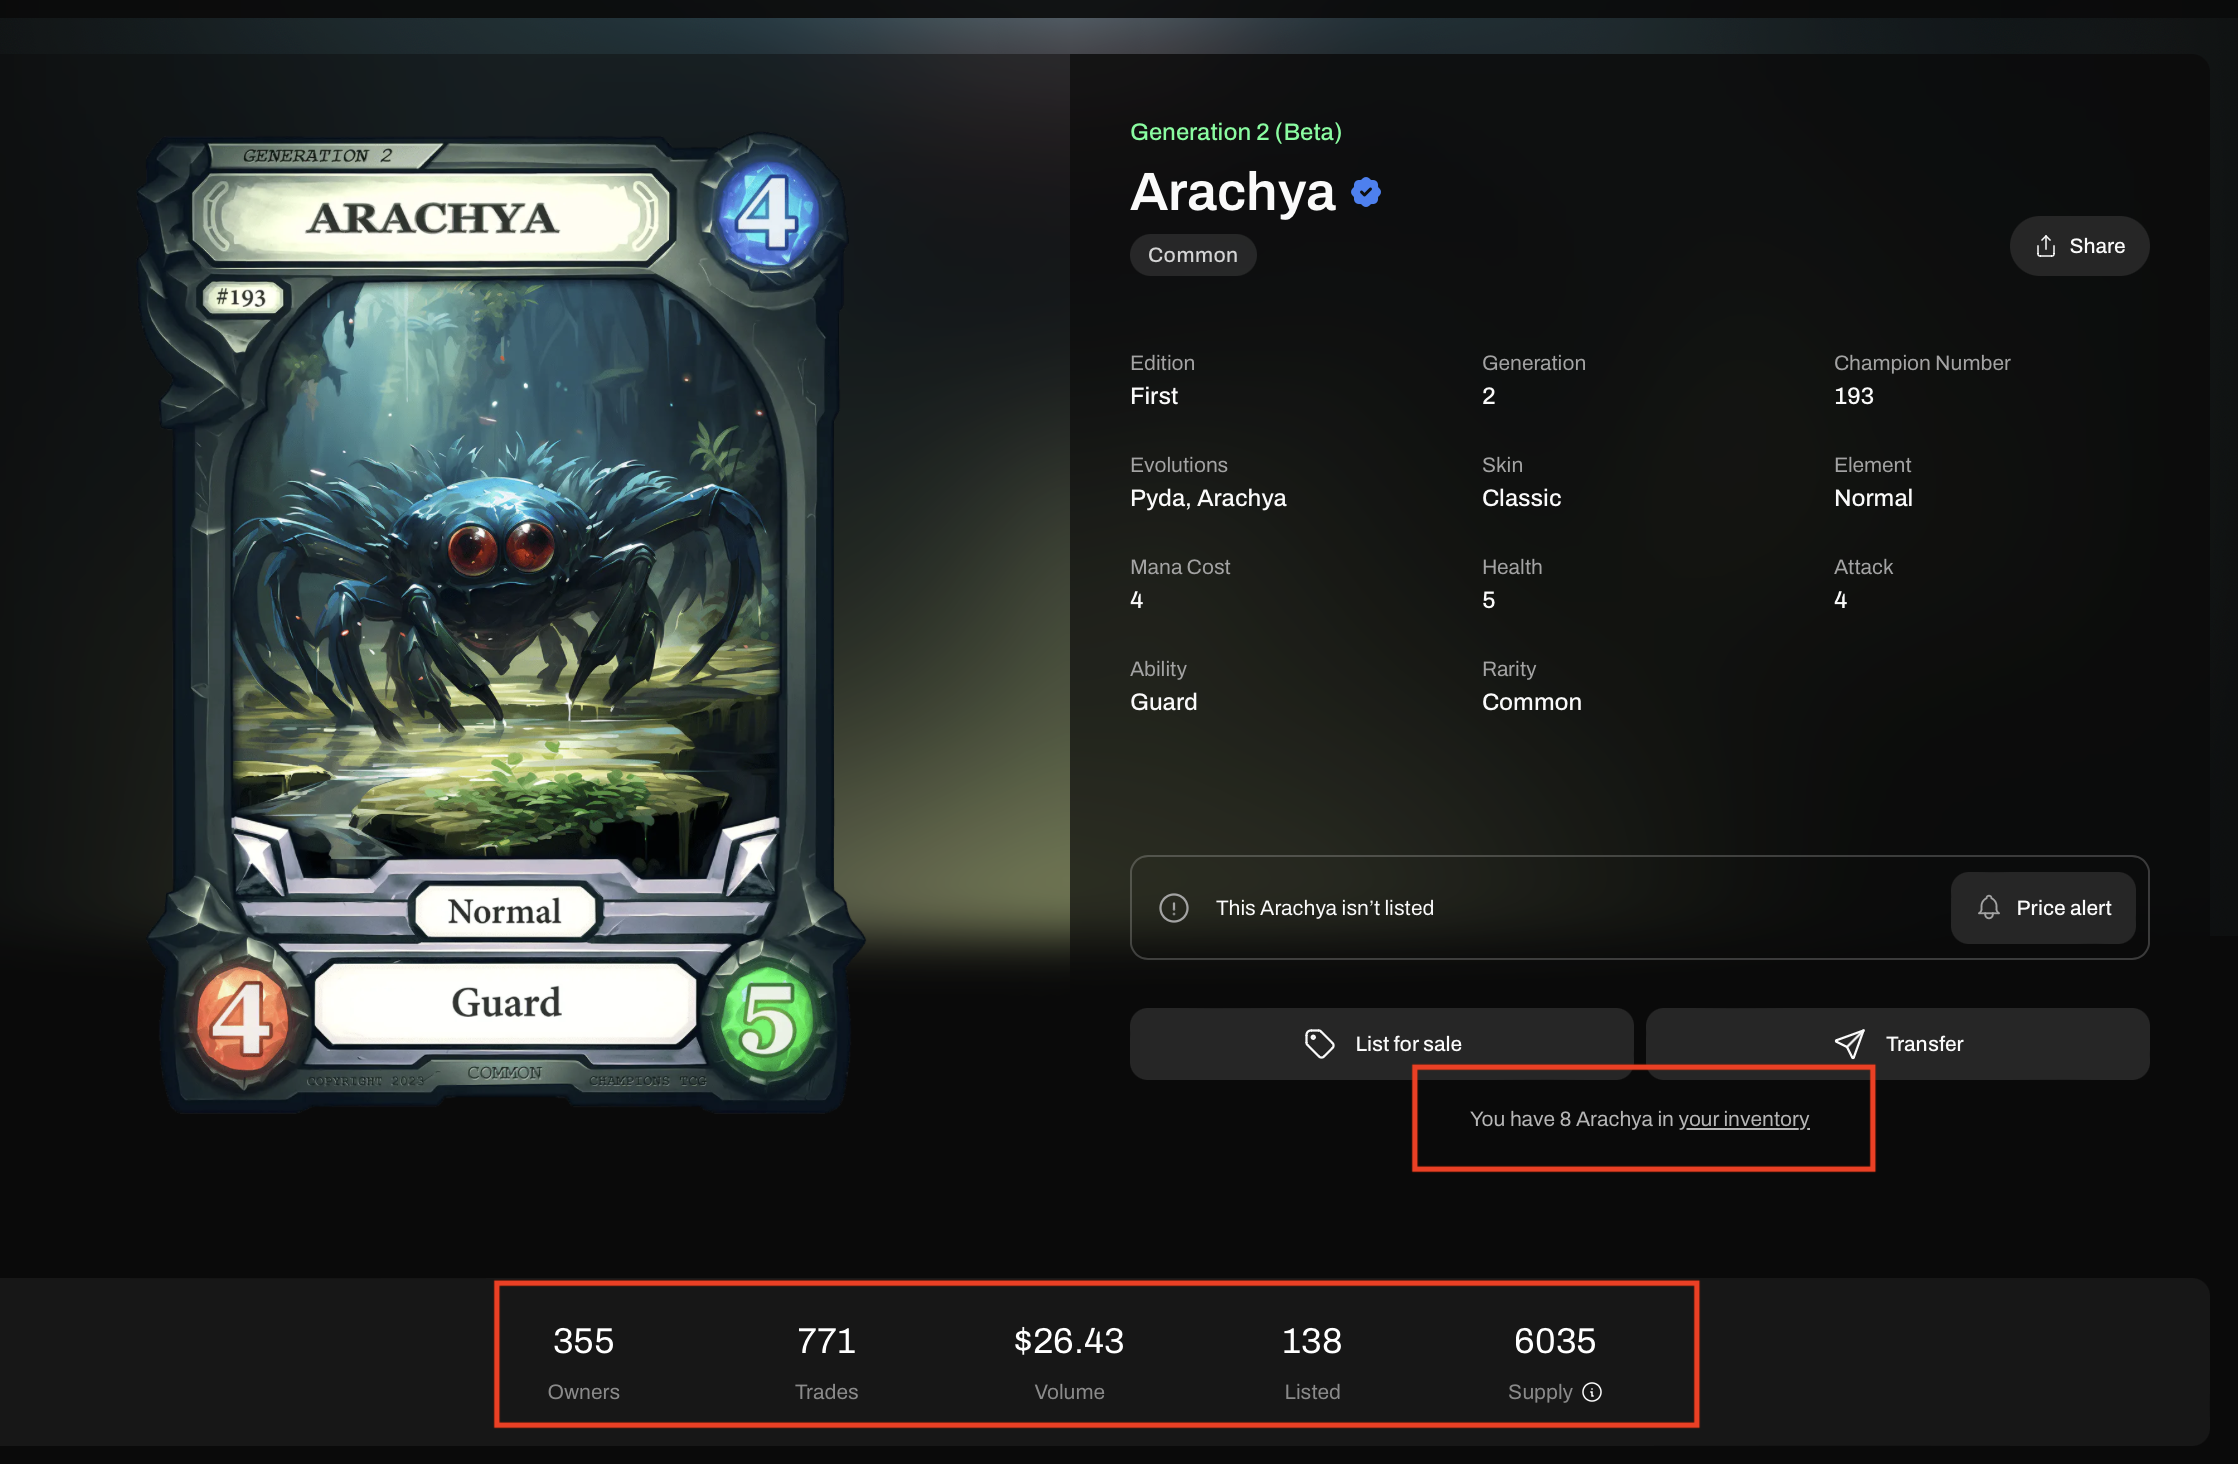 GENERATION 2
ARACHYA
4
#193
Normal
Guard
4
5
COPYRIGHT 2023
COMMON
CHAMPIONS TCG
Generation 2 (Beta)
Arachya
Common
Share
Edition
First
Generation
2
Champion Number
193
Evolutions
Pyda, Arachya
Skin
Classic
Element
Normal
Mana Cost
4
Health
5
Attack
4
Ability
Guard
Rarity
Common
This Arachya isn’t listed
Price alert
List for sale
Transfer
You have 8 Arachya in your inventory
355
Owners
771
Trades
$26.43
Volume
138
Listed
6035
Supply